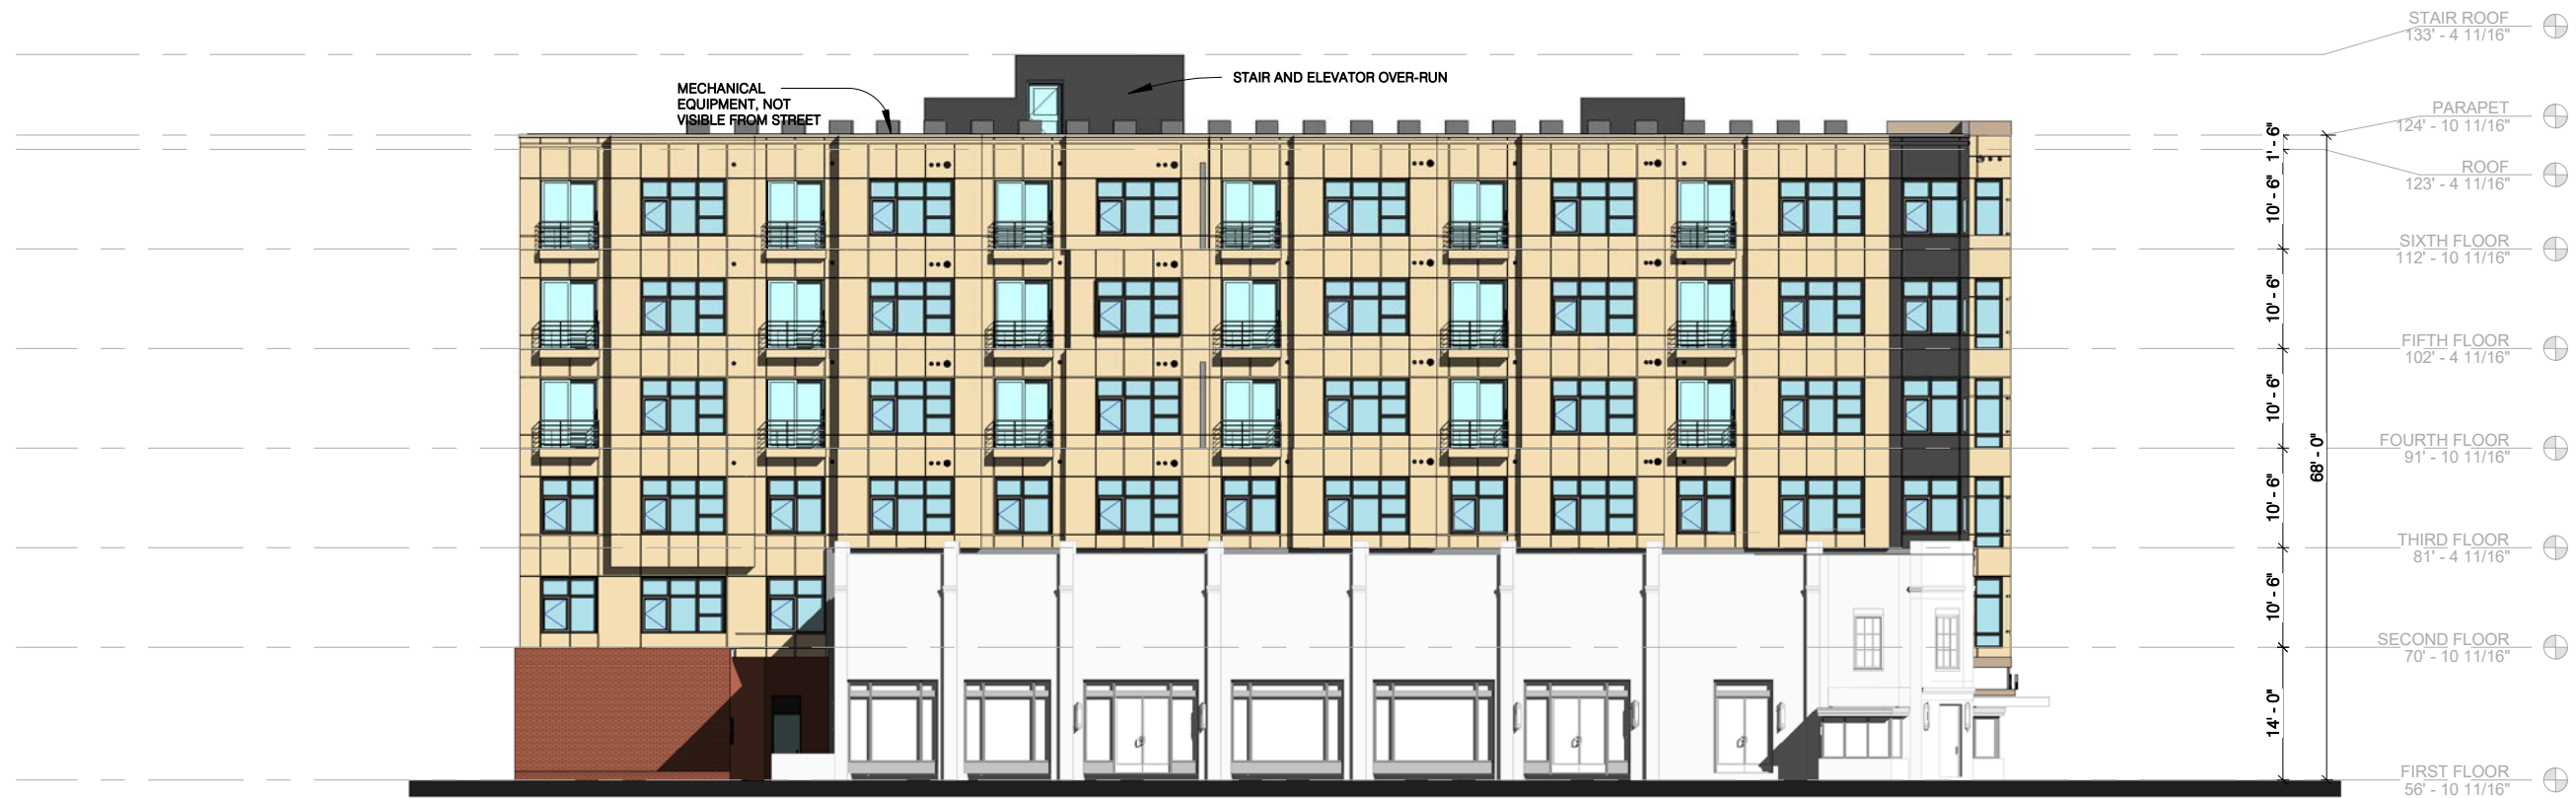 STAIR ROOF
133' - 4 11/16"
MECHANICAL
EQUIPMENT, NOT
VISIBLE FROM STREET
STAIR AND ELEVATOR OVER-RUN
PARAPET
124' - 10 11/16"
1' - 6"
ROOF
123' - 4 11/16"
10' - 6"
SIXTH FLOOR
112' - 10 11/16"
10' - 6"
FIFTH FLOOR
102' - 4 11/16"
10' - 6"
FOURTH FLOOR
91' - 10 11/16"
68' - 0"
10' - 6"
THIRD FLOOR
81' - 4 11/16"
10' - 6"
SECOND FLOOR
70' - 10 11/16"
14' - 0"
FIRST FLOOR
56' - 10 11/16"